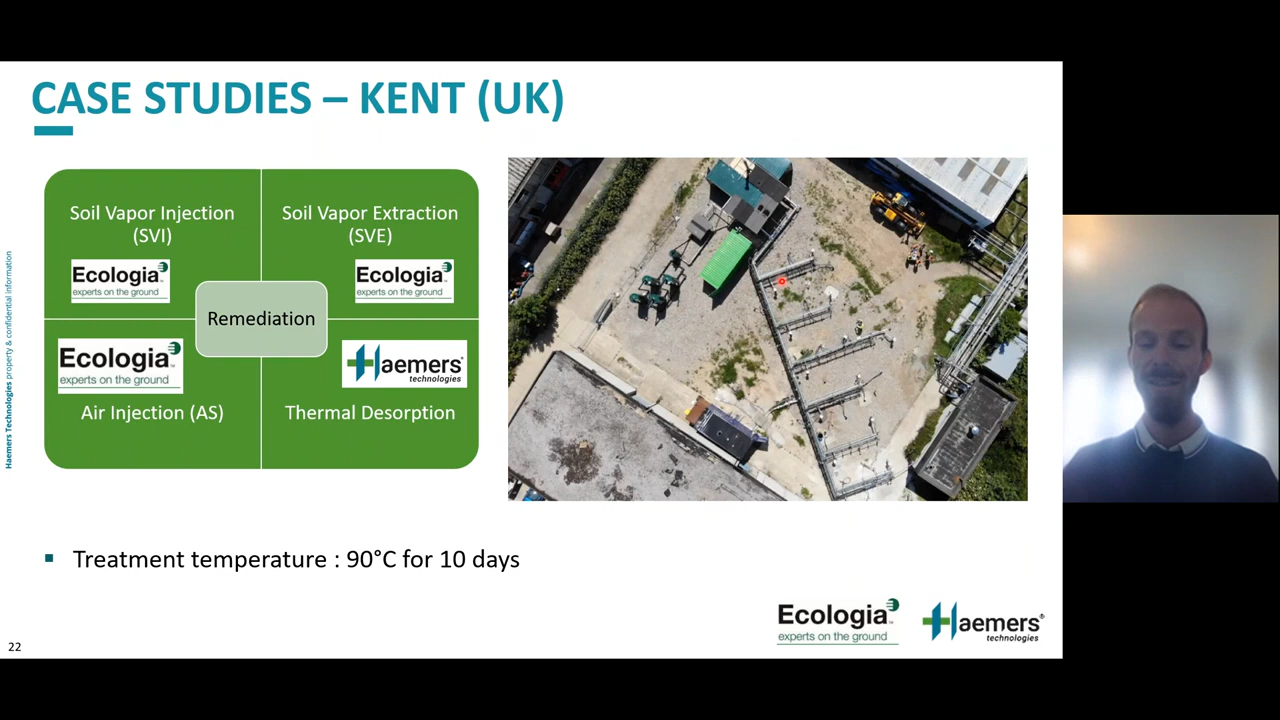 CASE STUDIES – KENT (UK)
Haemers Technologies property & confidential information
Soil Vapor Injection
(SVI)
Ecologia
experts on the ground
Soil Vapor Extraction
(SVE)
Ecologia
experts on the ground
Remediation
Ecologia
experts on the ground
Air Injection (AS)
Haemers
technologies
Thermal Desorption
▪ Treatment temperature : 90°C for 10 days
Ecologia
experts on the ground
Haemers
technologies
22